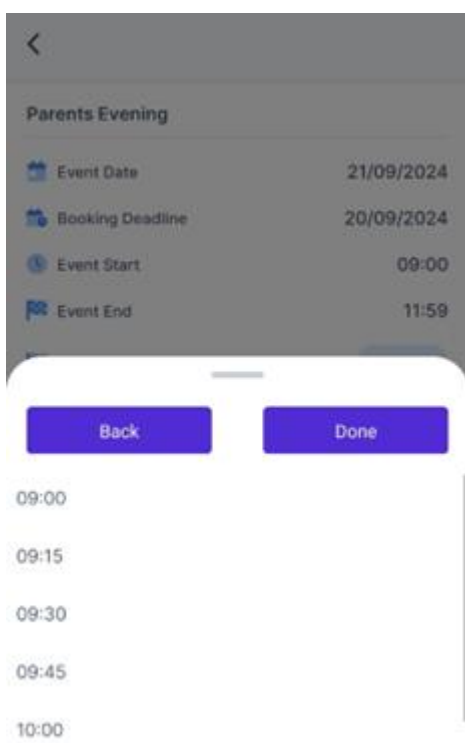 Parents Evening
Event Date 21/09/2024
Booking Deadline 20/09/2024
Event Start 09:00
Event End 11:59
Back Done
09:00
09:15
09:30
09:45
10:00